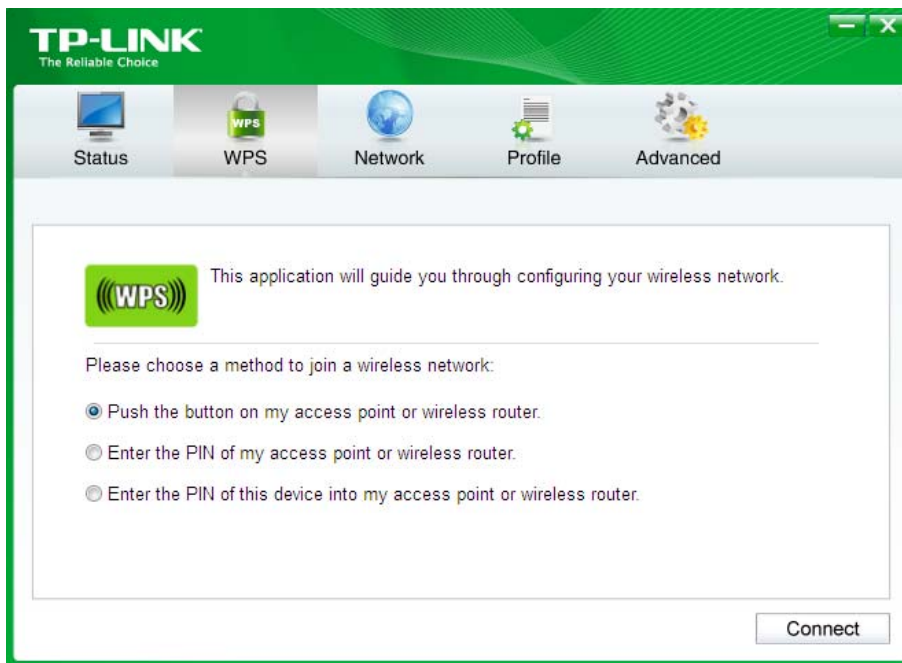 TP-LINK
The Reliable Choice
Status
WPS
WPS
Network
Profile
Advanced
(((WPS)))
This application will guide you through configuring your wireless network.
Please choose a method to join a wireless network:
Push the button on my access point or wireless router.
Enter the PIN of my access point or wireless router.
Enter the PIN of this device into my access point or wireless router.
Connect